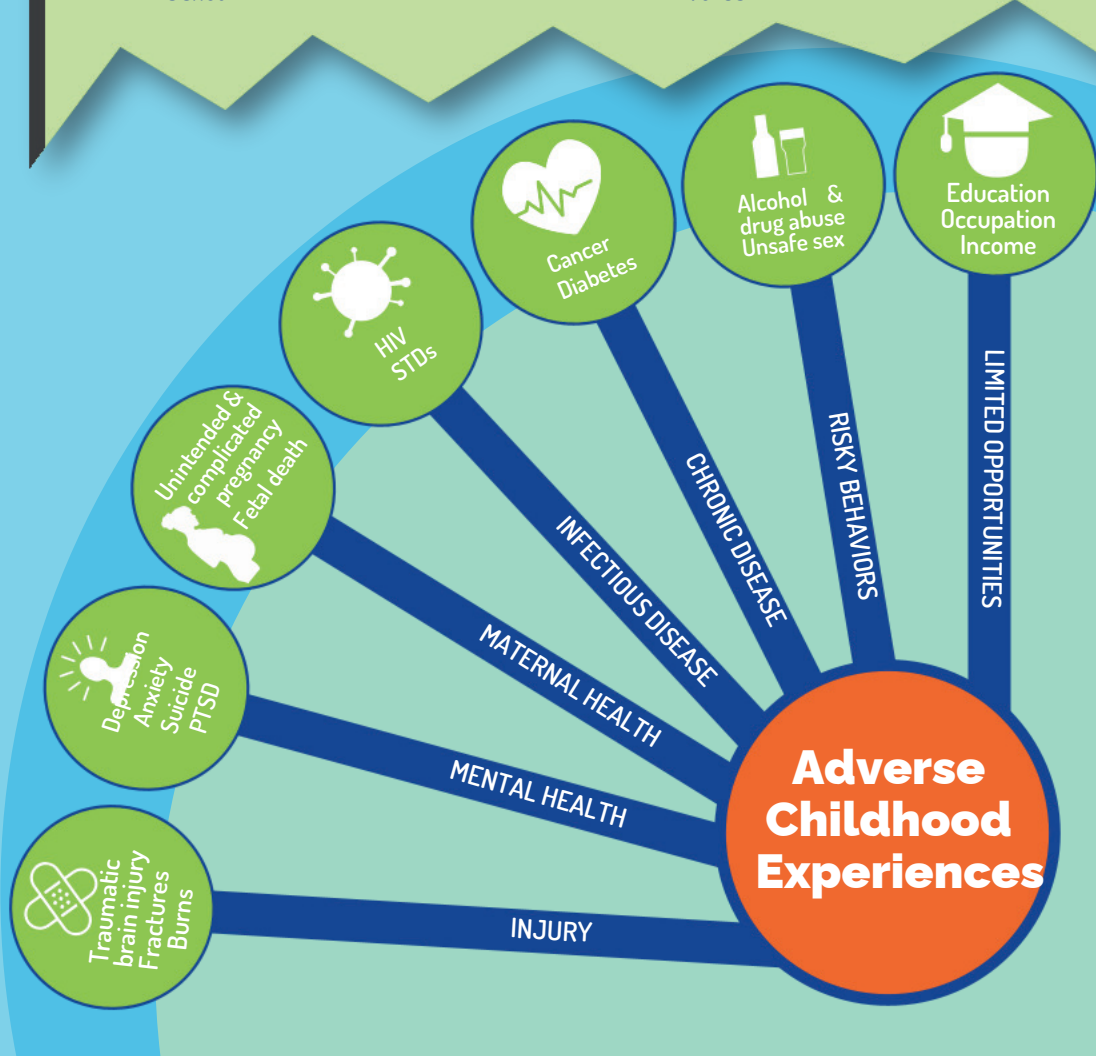 Education
Occupation
Income
LIMITED OPPORTUNITIES
Alcohol &
drug abuse
Unsafe sex
RISKY BEHAVIORS
Cancer
Diabetes
CHRONIC DISEASE
HIV
STDs
INFECTIOUS DISEASE
Unintended &
complicated
pregnancy
Fetal death
MATERNAL HEALTH
Depression
Anxiety
Suicide
PTSD
MENTAL HEALTH
Traumatic
brain injury
Fractures
Burns
INJURY
Adverse
Childhood
Experiences